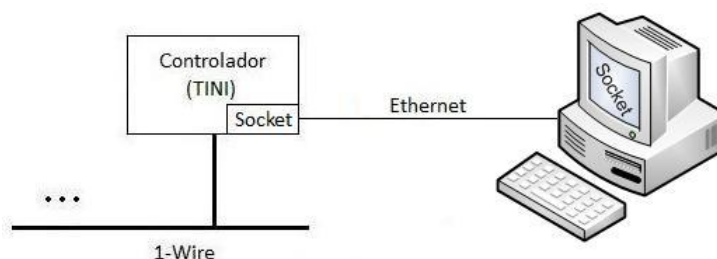 Controlador
(TINI)
Socket
Ethernet
Socket
...
1-Wire